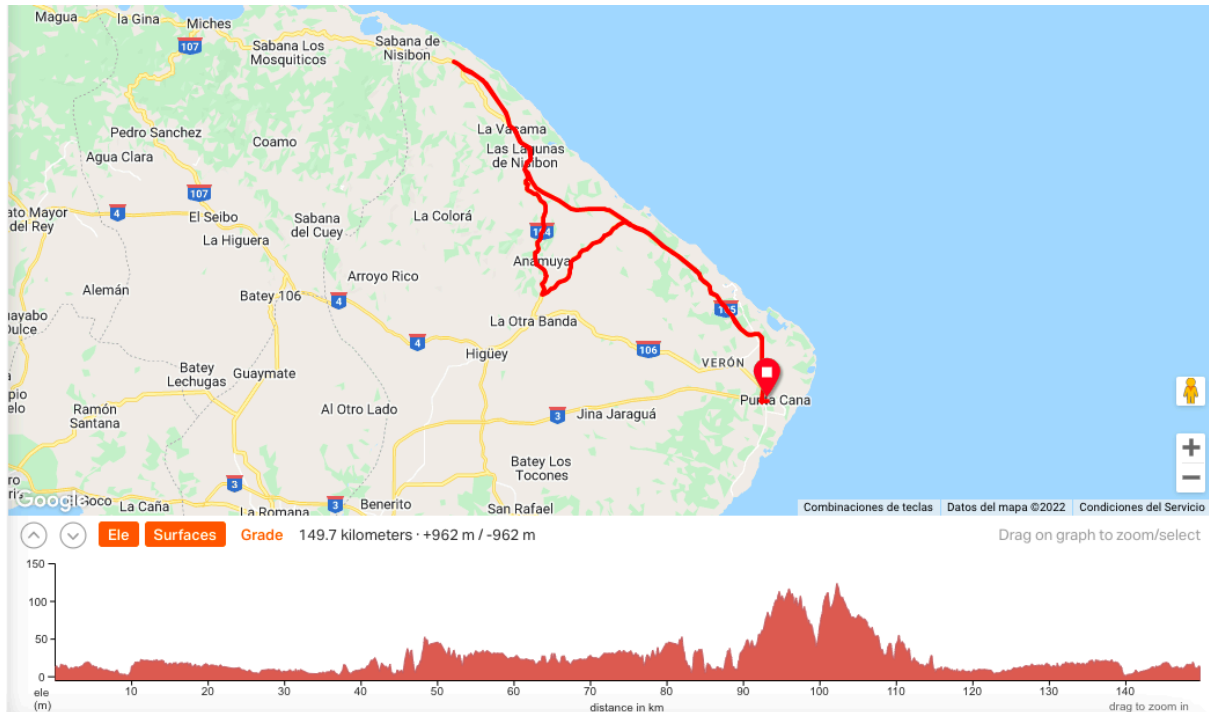 Magua
la Gina
Miches
107
Sabana Los
Mosquiticos
Sabana de
Nisibon
Pedro Sanchez
Coamo
La Vacama
Agua Clara
Las Lagunas
de Nisibon
107
4
El Seibo
Sabana
del Cuey
La Colorá
La Higuera
del Rey
Anamuya
Arroyo Rico
Alemán
Batey 106
4
La Otra Banda
4
Higüey
106
VERÓN
Batey
Lechugas
Guaymate
Punta Cana
Al Otro Lado
3
Jina Jaraguá
Ramón
Santana
Batey Los
Tocones
3
Google
La Caña
La Romana
3
Benerito
San Rafael
Combinaciones de teclas
Datos del mapa ©2022
Condiciones del Servicio
Ele
Surfaces
Grade
149.7 kilometers · +962 m / -962 m
Drag on graph to zoom/select
150
100
50
0
ele
(m)
10 20 30 40 50 60 70 80 90 100 110 120 130 140
distance in km
drag to zoom in